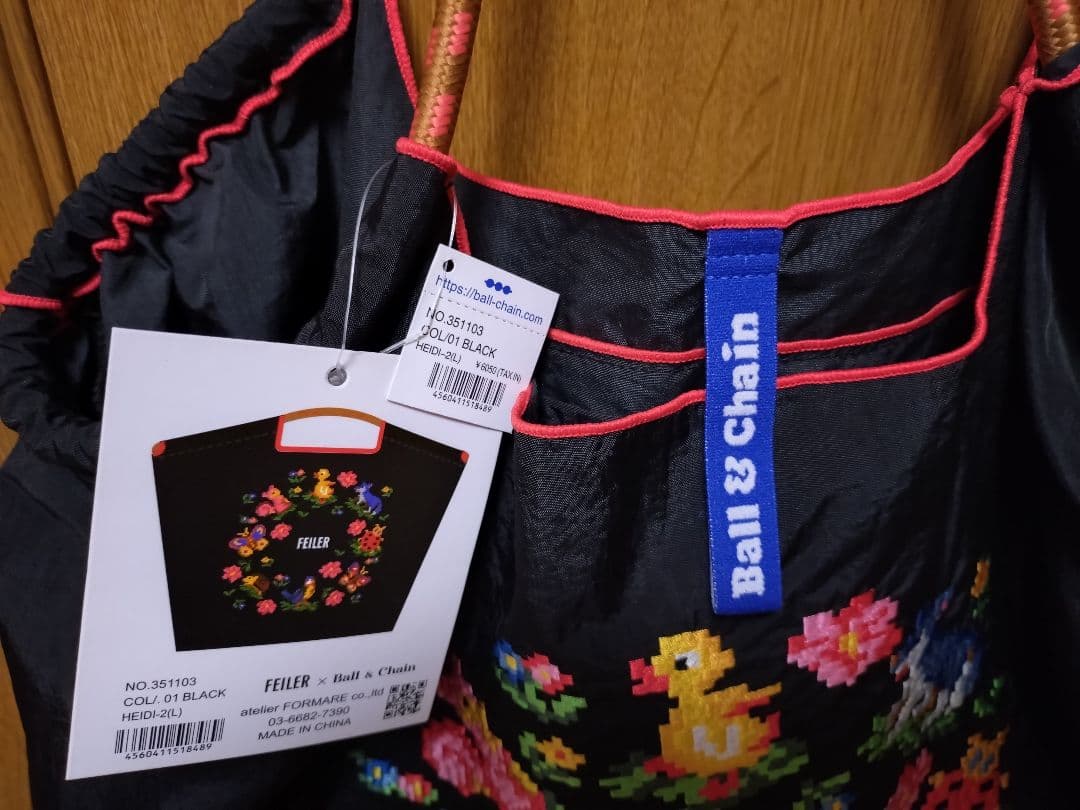 https://ball-chain.com
NO.351103
COL/01 BLACK
HEIDI-2(L)
￥6050(TAX IN)
4560411518489
Ball & Chain
FEILER
NO.351103
COL/. 01 BLACK
HEIDI-2(L)
4560411518489
FEILER × Ball & Chain
atelier FORMARE co.,ltd
03-6682-7390
MADE IN CHINA